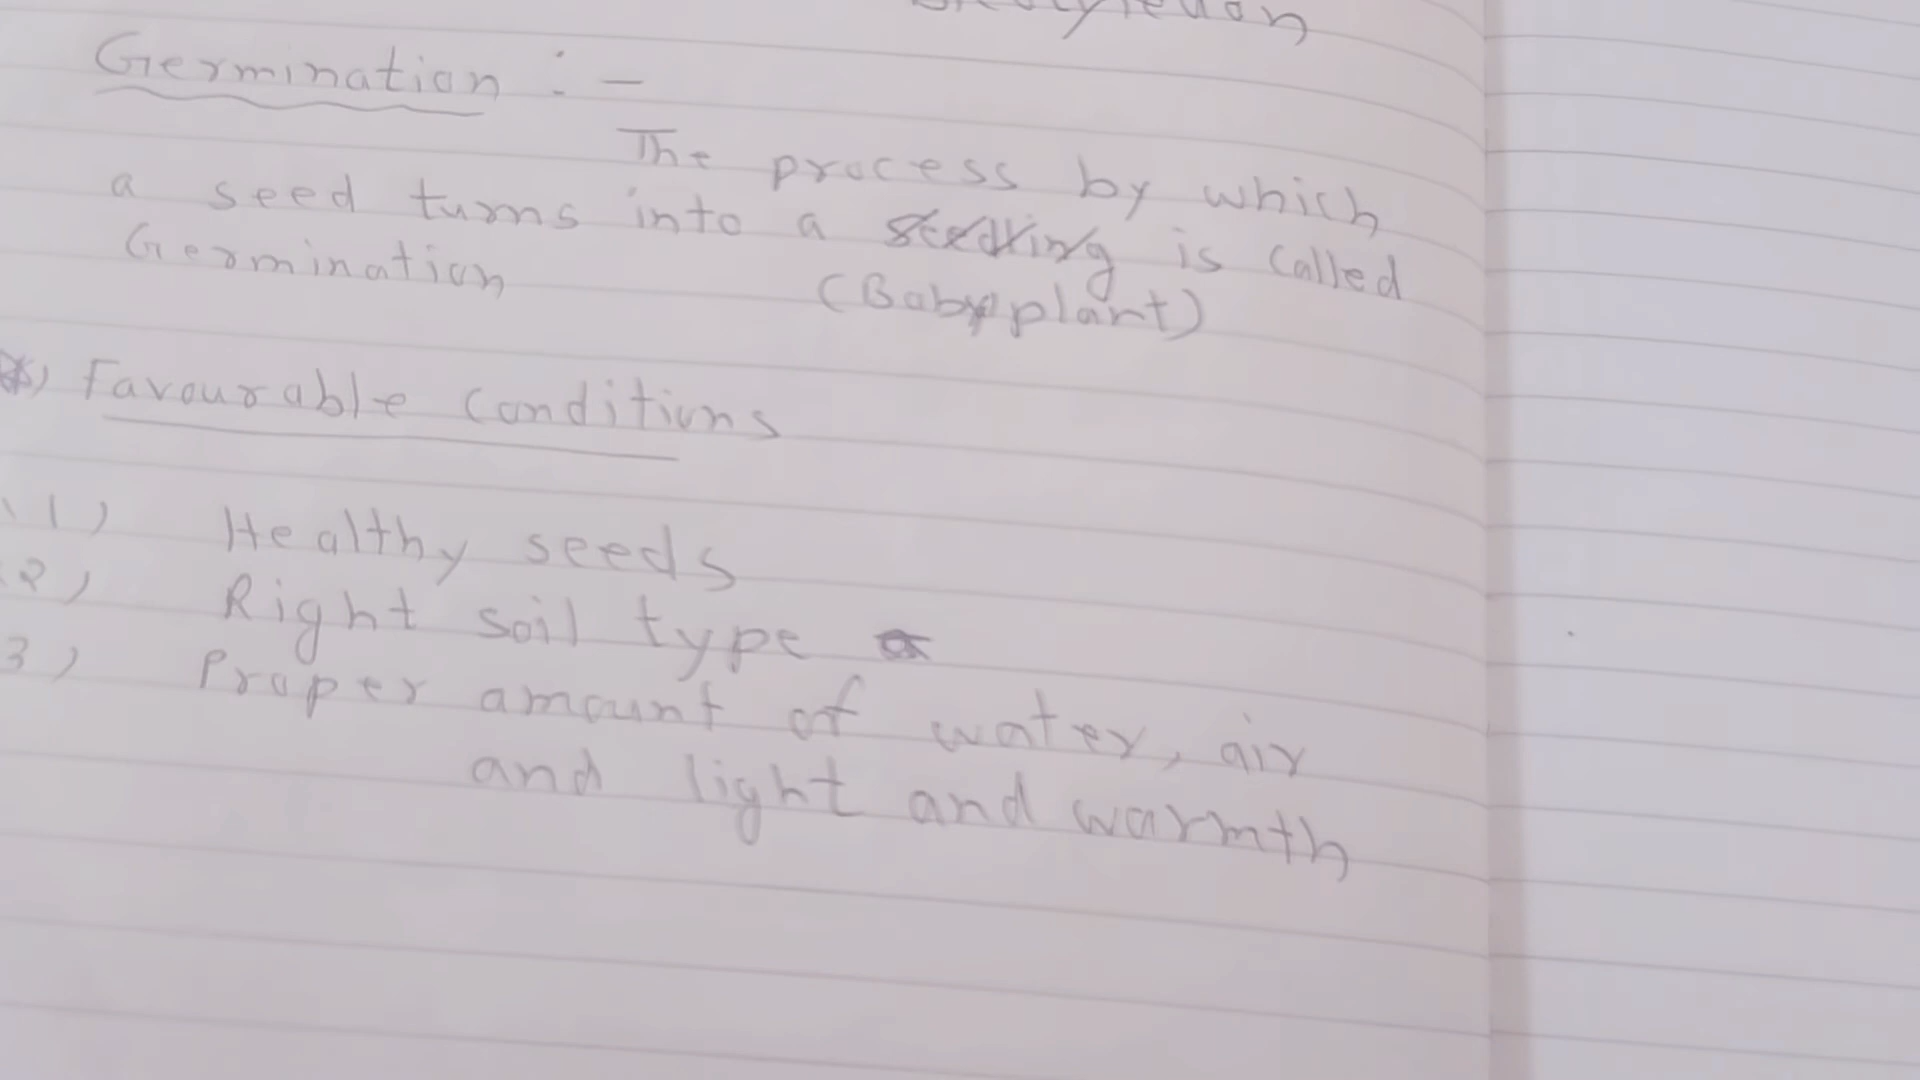 Germination :-
The process by which
a seed turns into a seedling is called
Germination (Baby plant)
Favourable conditions
1) Healthy seeds
2) Right soil type
3) Proper amount of water, air
and light and warmth